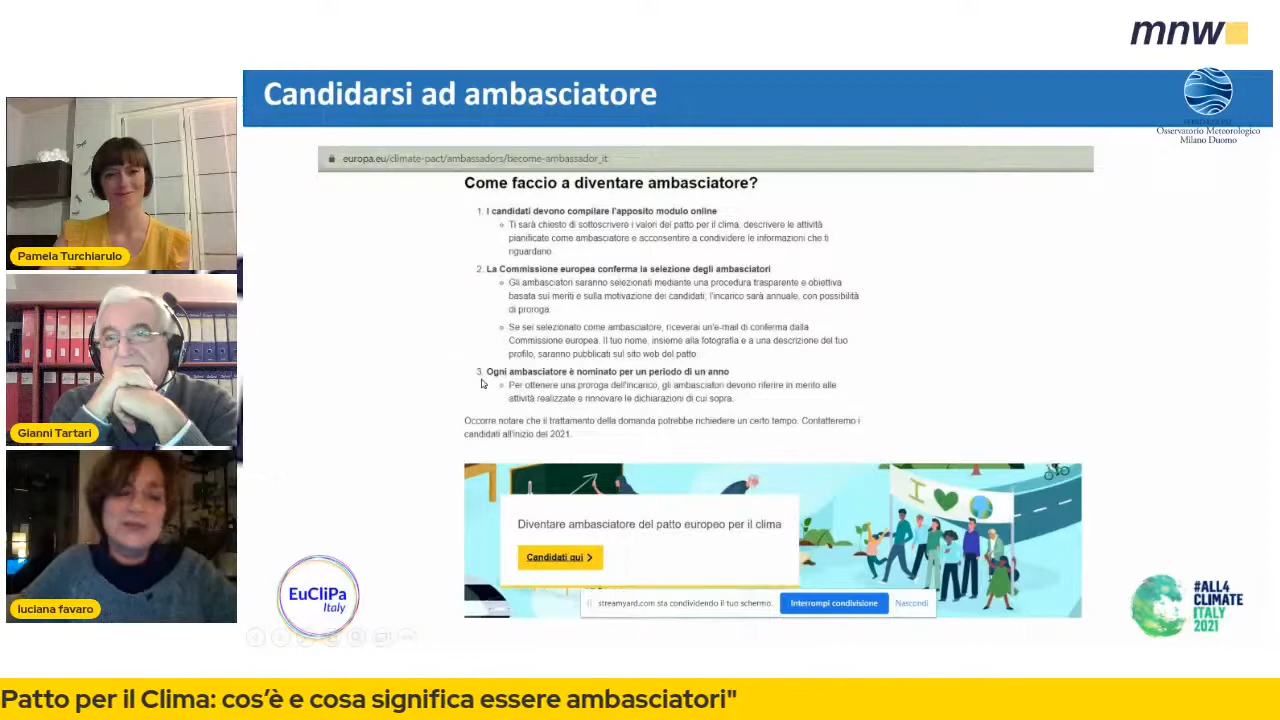 mnw
Candidarsi ad ambasciatore
FONDAZIONE
Osservatorio Meteorologico
Milano Duomo
europa.eu/climate-pact/ambassadors/become-ambassador_it
Come faccio a diventare ambasciatore?
1. I candidati devono compilare l'apposito modulo online
Ti sarà chiesto di sottoscrivere i valori del patto per il clima, descrivere le attività
pianificate come ambasciatore e acconsentire a condividere le informazioni che ti
riguardano.
2. La Commissione europea conferma la selezione degli ambasciatori
Gli ambasciatori saranno selezionati mediante una procedura trasparente e obiettiva
basata sui meriti e sulla motivazione dei candidati; l'incarico sarà annuale, con possibilità
di proroga.
Se sei selezionato come ambasciatore, riceverai un'e-mail di conferma dalla
Commissione europea. Il tuo nome, insieme alla fotografia e a una descrizione del tuo
profilo, saranno pubblicati sul sito web del patto.
3. Ogni ambasciatore è nominato per un periodo di un anno
Per ottenere una proroga dell'incarico, gli ambasciatori devono riferire in merito alle
attività realizzate e rinnovare le dichiarazioni di cui sopra.
Occorre notare che il trattamento della domanda potrebbe richiedere un certo tempo. Contatteremo i
candidati all'inizio del 2021.
I
Diventare ambasciatore del patto europeo per il clima
Candidati qui
streamyard.com sta condividendo il tuo schermo.
Interrompi condivisione
Nascondi
EuCliPa
Italy
#ALL4
CLIMATE
ITALY
2021
Pamela Turchiarulo
Gianni Tartari
luciana favaro
Patto per il Clima: cos'è e cosa significa essere ambasciatori"